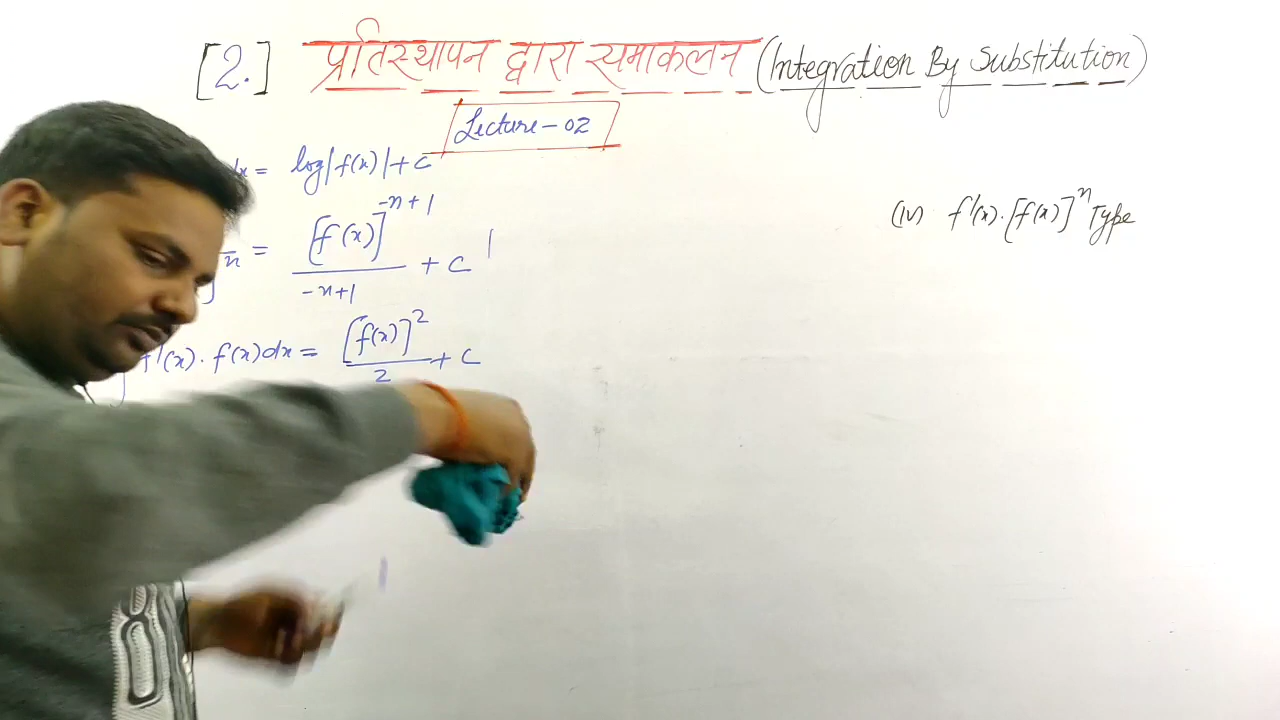 [2.] प्रतिस्थापन द्वारा समाकलन (Integration By Substitution)
Lecture-02
dx = log|f(x)|+c
n = [f(x)]^{-n+1} / -n+1 + c
f'(x). f(x)dx = [f(x)]^2 / 2 + c
(iv) f'(x).[f(x)]^n Type